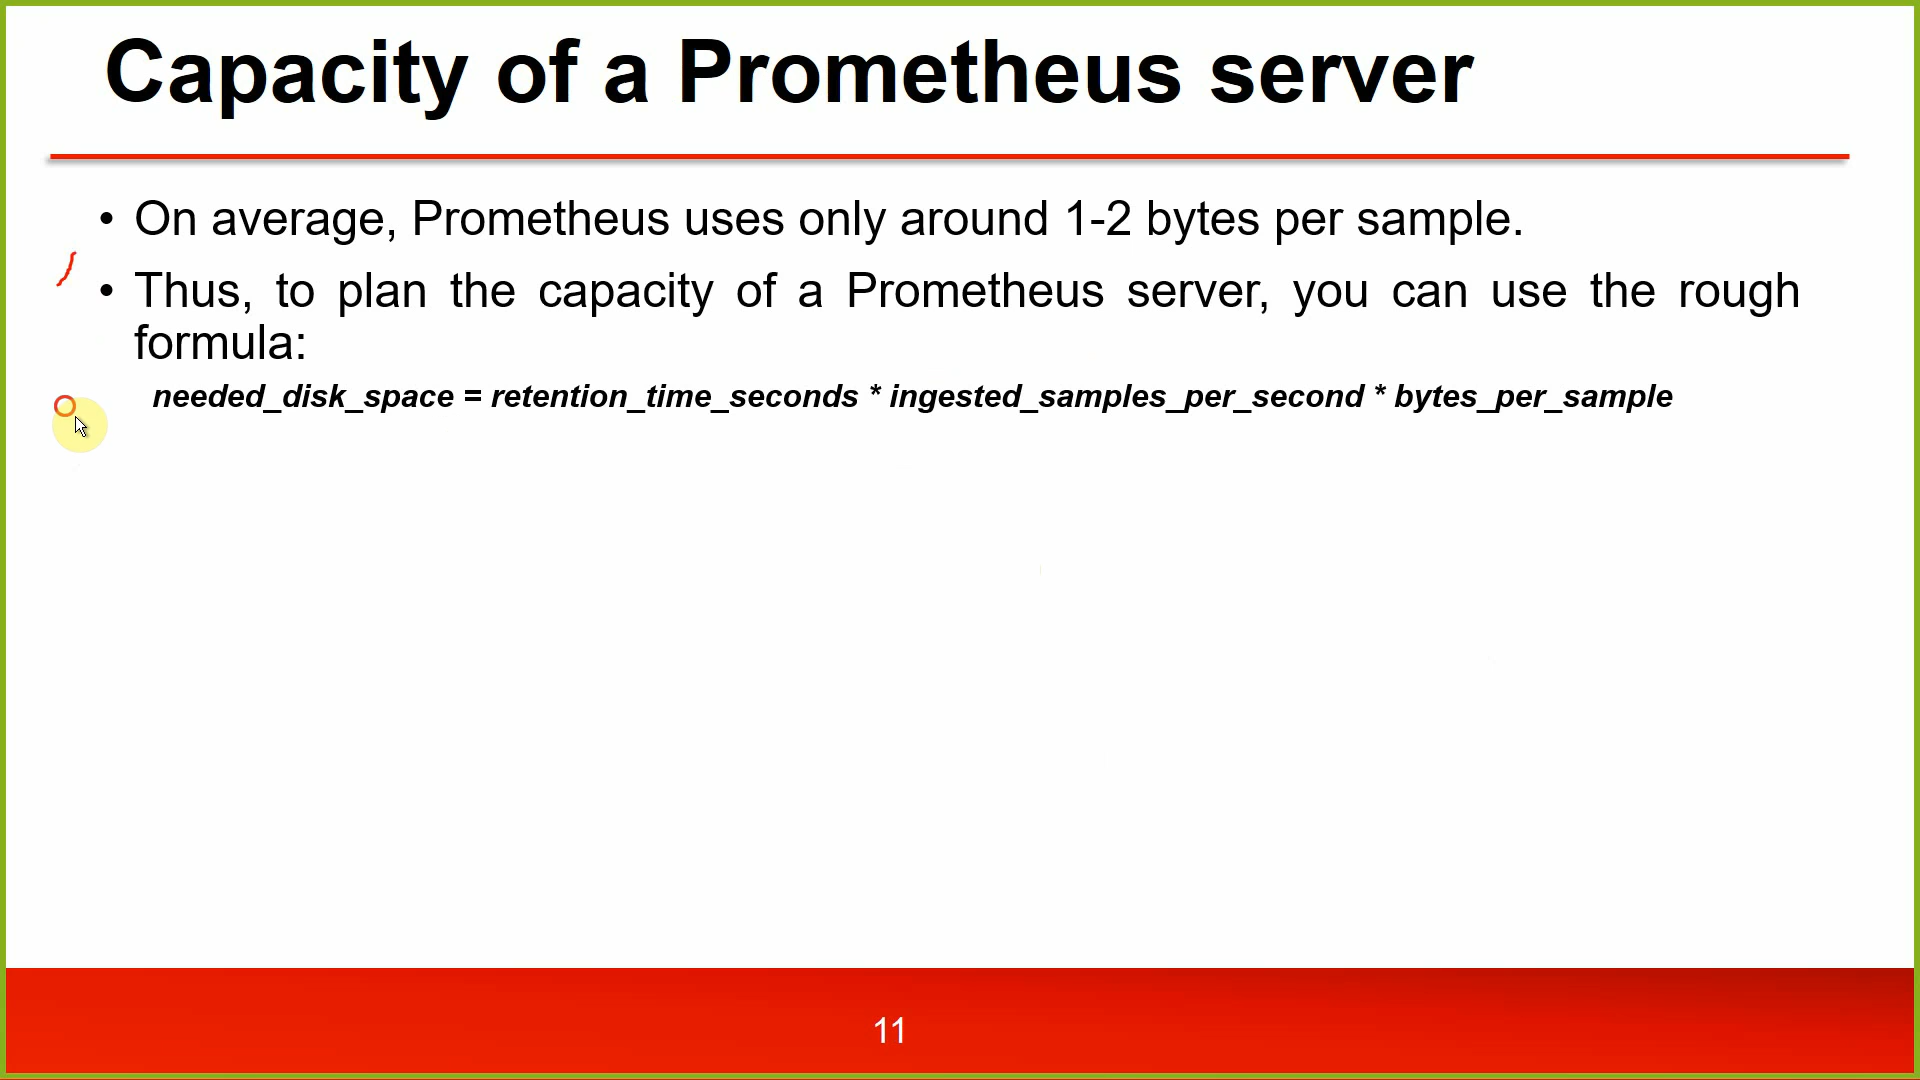 Capacity of a Prometheus server
• On average, Prometheus uses only around 1-2 bytes per sample.
• Thus, to plan the capacity of a Prometheus server, you can use the rough
formula:
needed_disk_space = retention_time_seconds * ingested_samples_per_second * bytes_per_sample
11